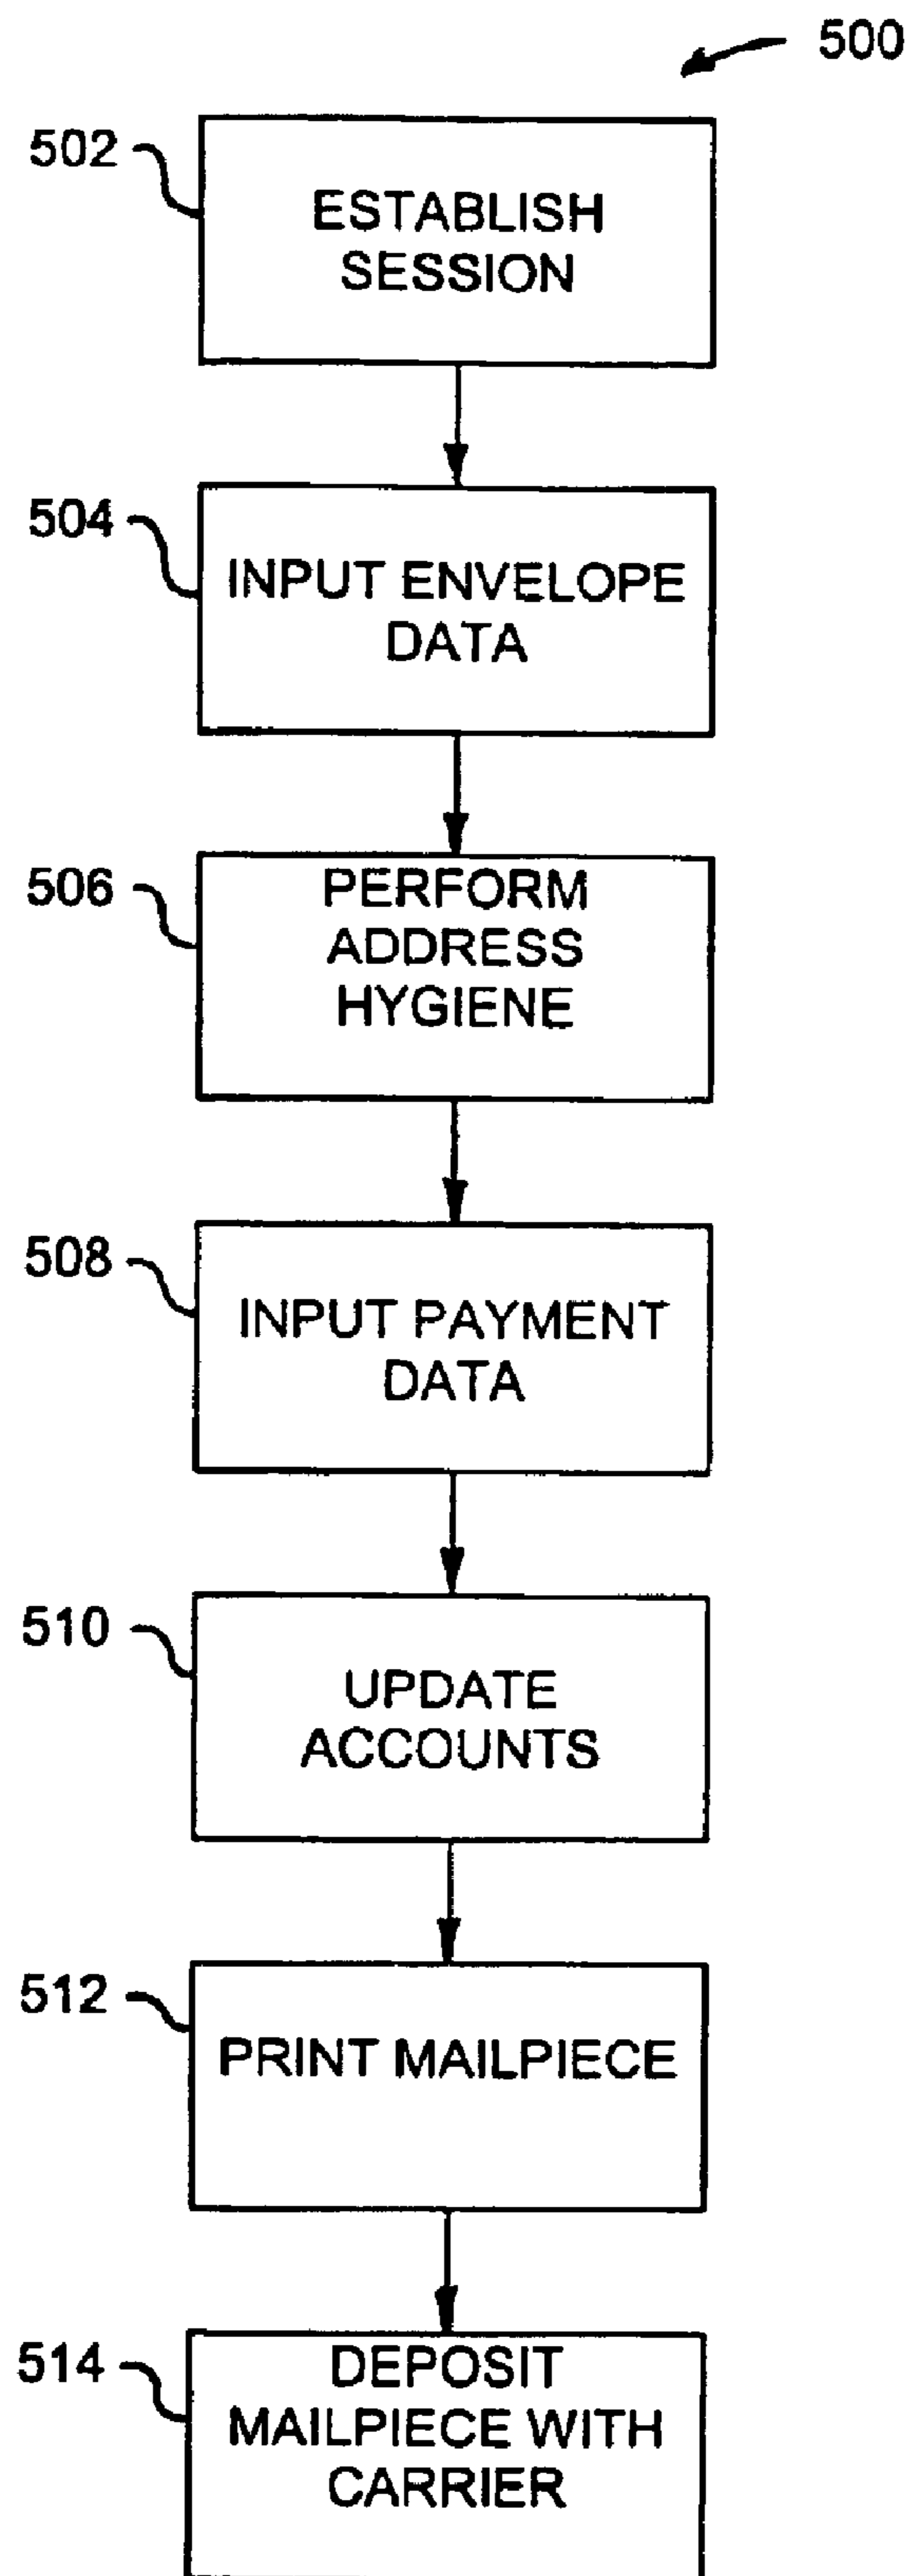 500
502
ESTABLISH
SESSION
504
INPUT ENVELOPE
DATA
506
PERFORM
ADDRESS
HYGIENE
508
INPUT PAYMENT
DATA
510
UPDATE
ACCOUNTS
512
PRINT MAILPIECE
514
DEPOSIT
MAILPIECE WITH
CARRIER